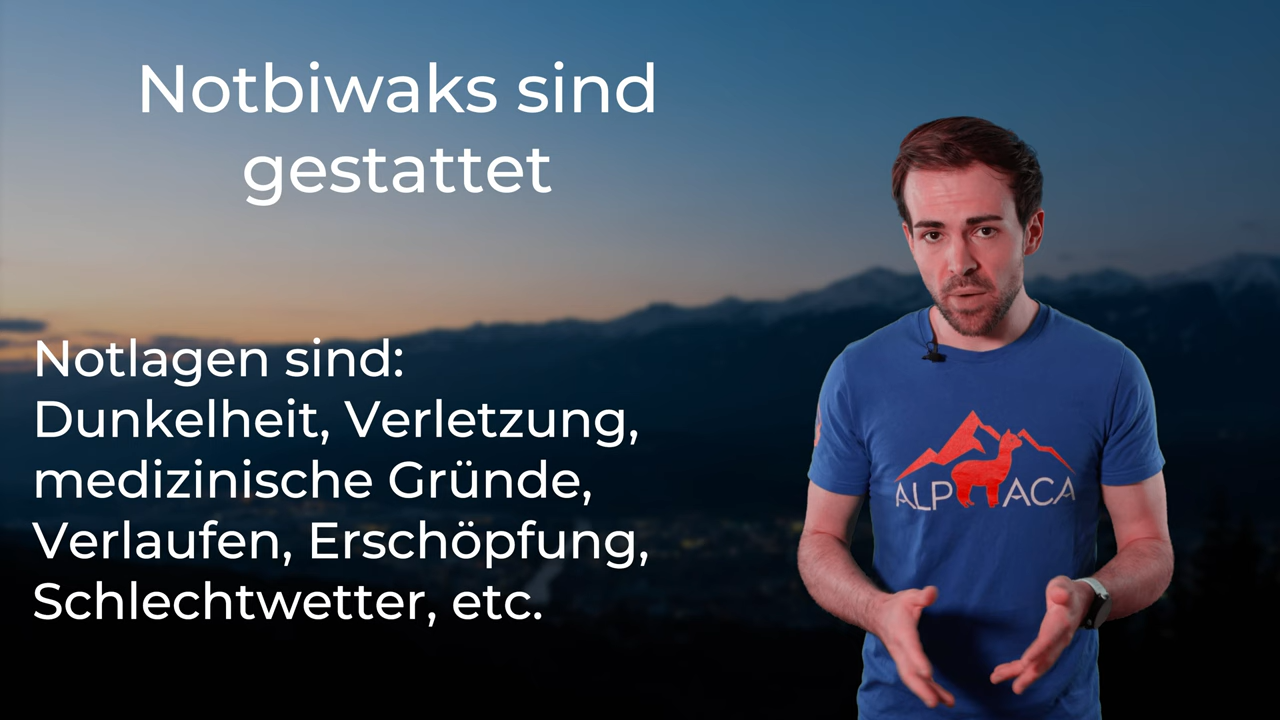 Notbiwaks sind
gestattet
Notlagen sind:
Dunkelheit, Verletzung,
medizinische Gründe,
Verlaufen, Erschöpfung,
Schlechtwetter, etc.
ALP ACA